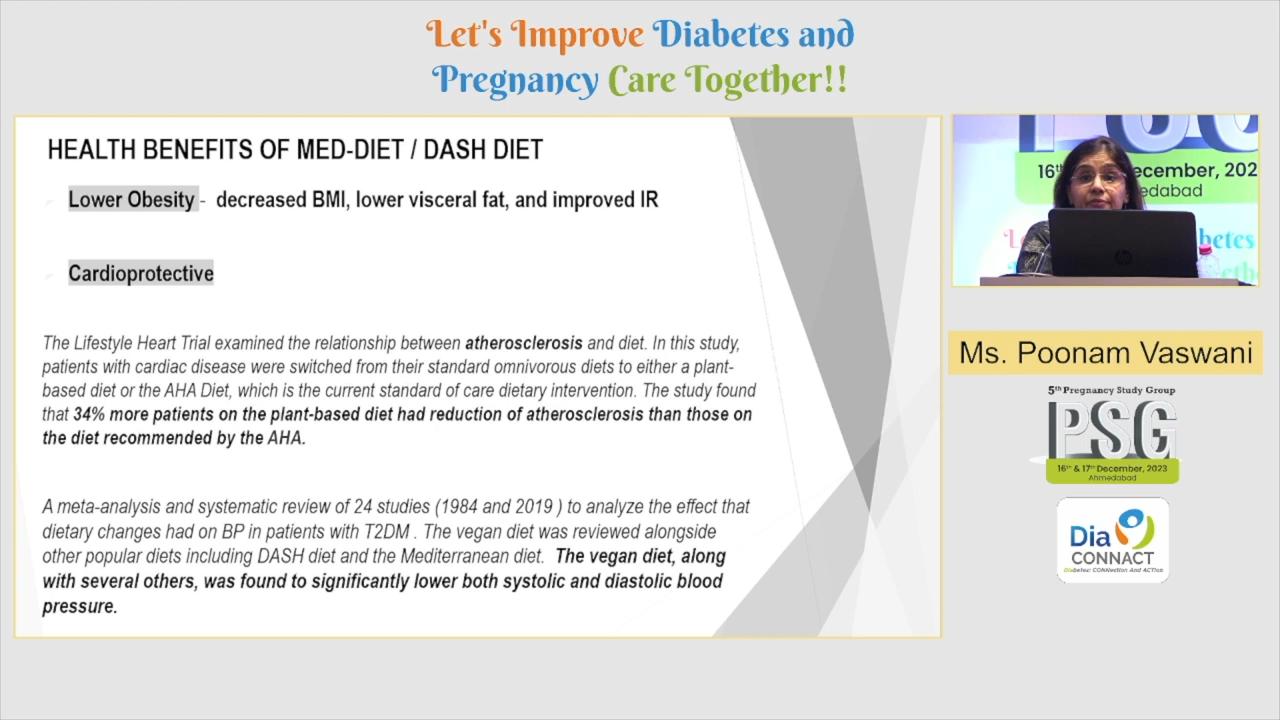 Let's Improve Diabetes and
Pregnancy Care Together!!
HEALTH BENEFITS OF MED-DIET / DASH DIET
Lower Obesity - decreased BMI, lower visceral fat, and improved IR
Cardioprotective
The Lifestyle Heart Trial examined the relationship between atherosclerosis and diet. In this study,
patients with cardiac disease were switched from their standard omnivorous diets to either a plant-
based diet or the AHA Diet, which is the current standard of care dietary intervention. The study found
that 34% more patients on the plant-based diet had reduction of atherosclerosis than those on
the diet recommended by the AHA.
A meta-analysis and systematic review of 24 studies (1984 and 2019 ) to analyze the effect that
dietary changes had on BP in patients with T2DM . The vegan diet was reviewed alongside
other popular diets including DASH diet and the Mediterranean diet. The vegan diet, along
with several others, was found to significantly lower both systolic and diastolic blood
pressure.
16th
ecember, 202
edabad
betes
Ms. Poonam Vaswani
5th Pregnancy Study Group
PSG
16th & 17th December, 2023
Ahmedabad
Dia
CONNACT
Diabetes: CONNection And ACTion